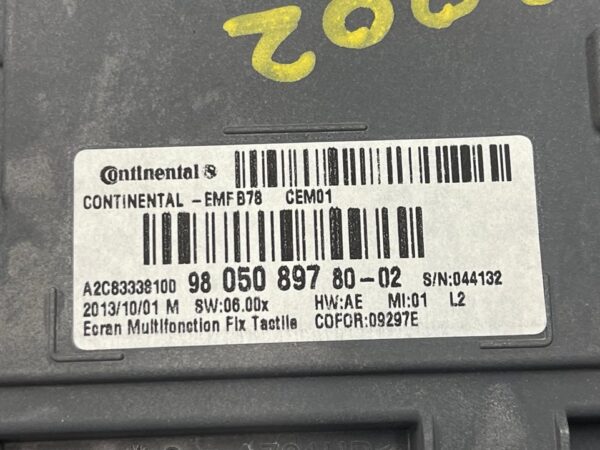 Continental
CONTINENTAL -EMF B78 CEM01
A2C83339100 98 050 897 80-02 S/N:044132
2013/10/01 M SW:06.00x HW:AE MI:01 L2
Ecran Multifonction Fix Tactile COFOR:09297E